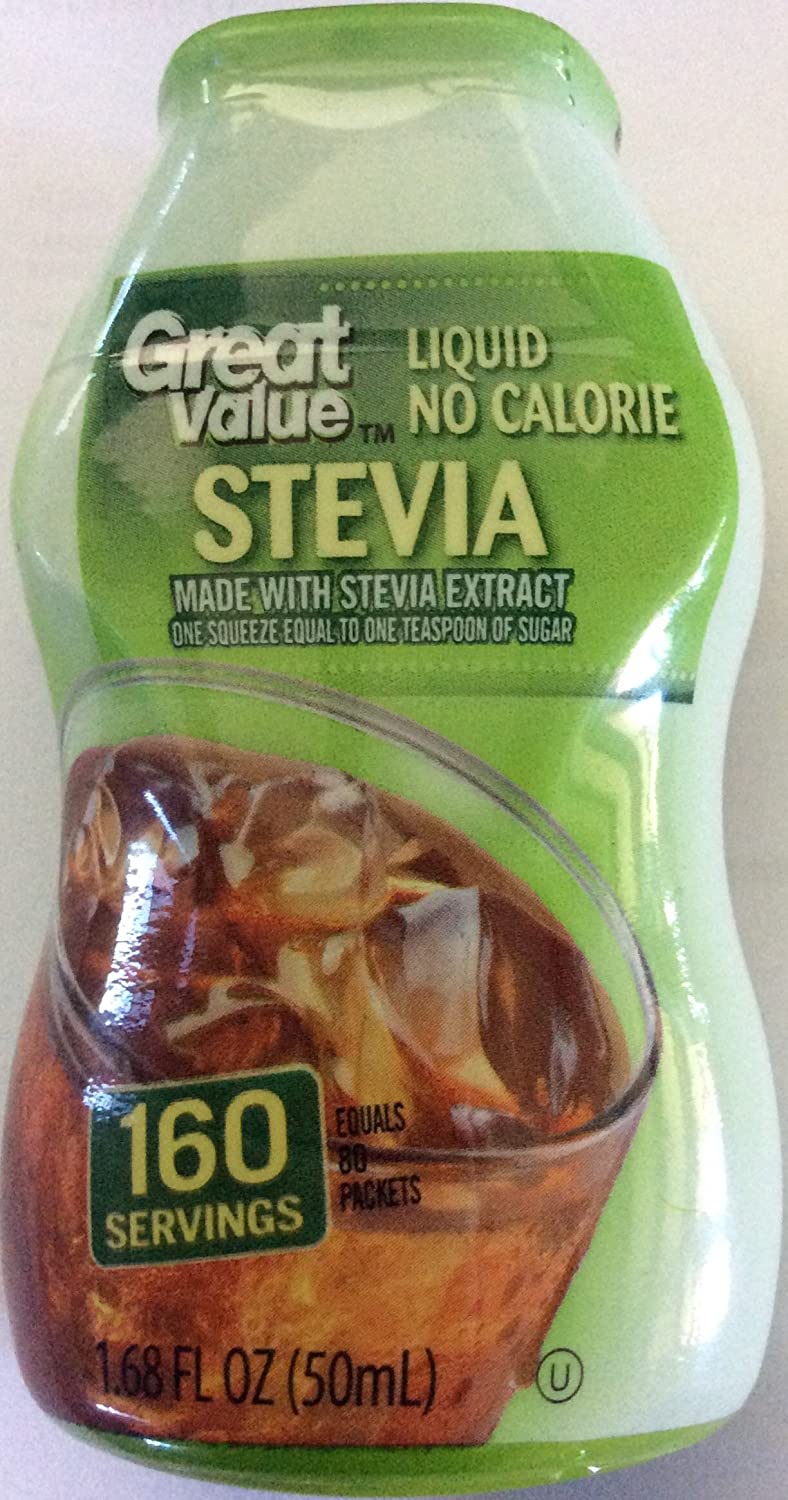 Great
Value™
LIQUID
NO CALORIE
STEVIA
MADE WITH STEVIA EXTRACT
ONE SQUEEZE EQUAL TO ONE TEASPOON OF SUGAR
160
SERVINGS
EQUALS
80
PACKETS
1.68 FL OZ (50mL)
U